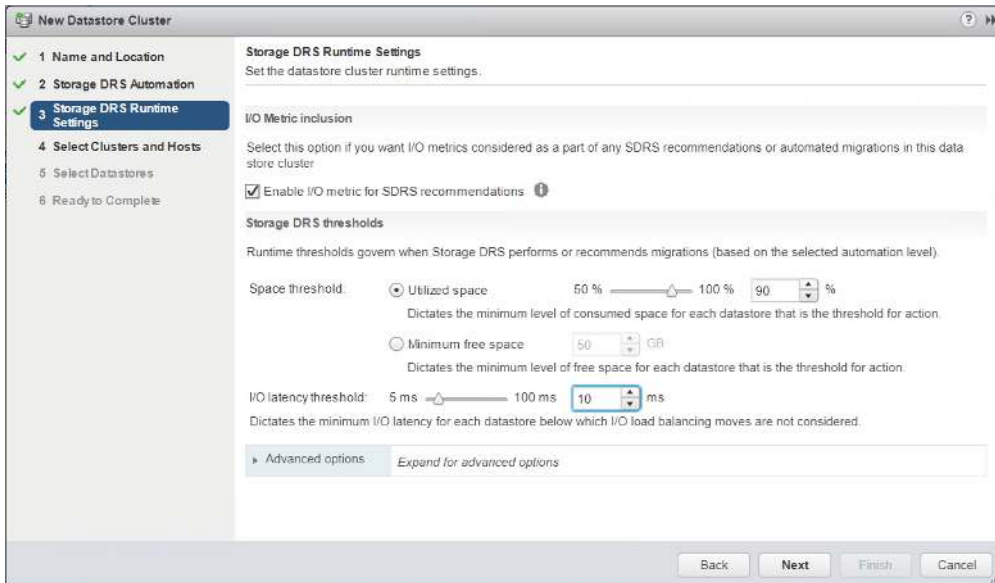 New Datastore Cluster
1 Name and Location
2 Storage DRS Automation
3 Storage DRS Runtime
Settings
4 Select Clusters and Hosts
5 Select Datastores
6 Ready to Complete
Storage DRS Runtime Settings
Set the datastore cluster runtime settings.
I/O Metric inclusion
Select this option if you want I/O metrics considered as a part of any SDRS recommendations or automated migrations in this data
store cluster
Enable I/O metric for SDRS recommendations
Storage DRS thresholds
Runtime thresholds govern when Storage DRS performs or recommends migrations (based on the selected automation level).
Space threshold: Utilized space 50 % 100 % 90 %
Dictates the minimum level of consumed space for each datastore that is the threshold for action.
Minimum free space 50 GB
Dictates the minimum level of free space for each datastore that is the threshold for action.
I/O latency threshold: 5 ms 100 ms 10 ms
Dictates the minimum I/O latency for each datastore below which I/O load balancing moves are not considered.
Advanced options Expand for advanced options
Back Next Finish Cancel